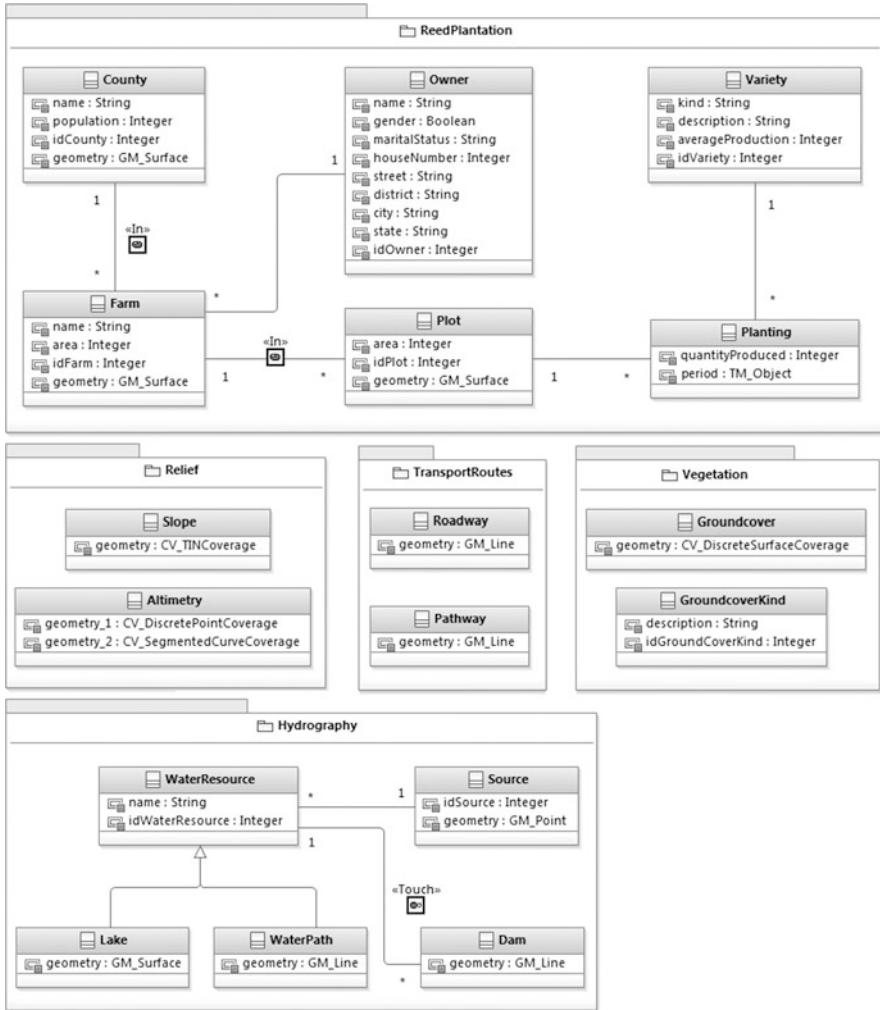 ReedPlantation
County
name : String
population : Integer
idCounty : Integer
geometry : GM_Surface
Owner
name : String
gender : Boolean
maritalStatus : String
houseNumber : Integer
street : String
district : String
city : String
state : String
idOwner : Integer
Variety
kind : String
description : String
averageProduction : Integer
idVariety : Integer
1
«In»
*
1
*
1
*
Farm
name : String
area : Integer
idFarm : Integer
geometry : GM_Surface
«In»
1
*
Plot
area : Integer
idPlot : Integer
geometry : GM_Surface
1
*
Planting
quantityProduced : Integer
period : TM_Object
Relief
Slope
geometry : CV_TINCoverage
Altimetry
geometry_1 : CV_DiscretePointCoverage
geometry_2 : CV_SegmentedCurveCoverage
TransportRoutes
Roadway
geometry : GM_Line
Pathway
geometry : GM_Line
Vegetation
Groundcover
geometry : CV_DiscreteSurfaceCoverage
GroundcoverKind
description : String
idGroundCoverKind : Integer
Hydrography
WaterResource
name : String
idWaterResource : Integer
*
1
Source
idSource : Integer
geometry : GM_Point
1
«Touch»
*
Lake
geometry : GM_Surface
WaterPath
geometry : GM_Line
Dam
geometry : GM_Line